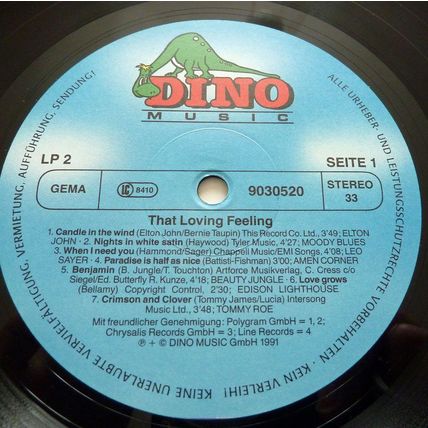 DINO
MUSIC
LP 2
SEITE 1
GEMA
LC 8410
9030520
STEREO
33
That Loving Feeling
1. Candle in the wind (Elton John/Bernie Taupin) This Record Co. Ltd., 3'49; ELTON
JOHN · 2. Nights in white satin (Haywood) Tyler Music, 4'27; MOODY BLUES
3. When I need you (Hammond/Sager) Chappell Music/EMI Songs, 4'08; LEO
SAYER · 4. Paradise is half as nice (Battisti-Fishman) 3'00; AMEN CORNER
5. Benjamin (B. Jungle/T. Touchton) Artforce Musikverlag, C. Cress c/o
Siegel/Ed. Butterfly R. Kunze, 4'18; BEAUTY JUNGLE · 6. Love grows
(Bellamy) Copyright Control, 2'30; EDISON LIGHTHOUSE
7. Crimson and Clover (Tommy James/Lucia) Intersong
Music Ltd., 3'48; TOMMY ROE
Mit freundlicher Genehmigung: Polygram GmbH = 1, 2;
Chrysalis Records GmbH = 3; Line Records = 4
℗ + © DINO MUSIC GmbH 1991
ALLE URHEBER- UND LEISTUNGSSCHUTZRECHTE VORBEHALTEN · KEIN VERLEIH! · KEINE UNERLAUBTE VERVIELFÄLTIGUNG, VERMIETUNG, AUFFÜHRUNG, SENDUNG!